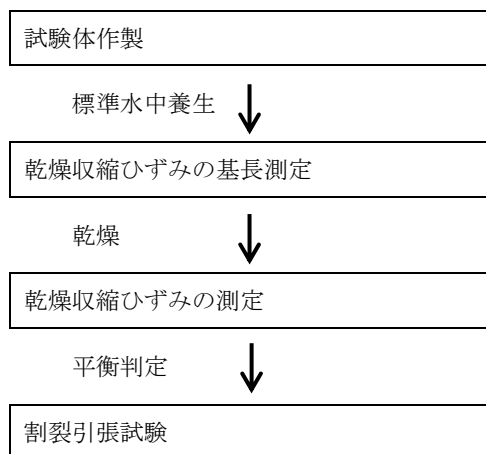 試験体作製
標準水中養生
乾燥収縮ひずみの基長測定
乾燥
乾燥収縮ひずみの測定
平衡判定
割裂引張試験